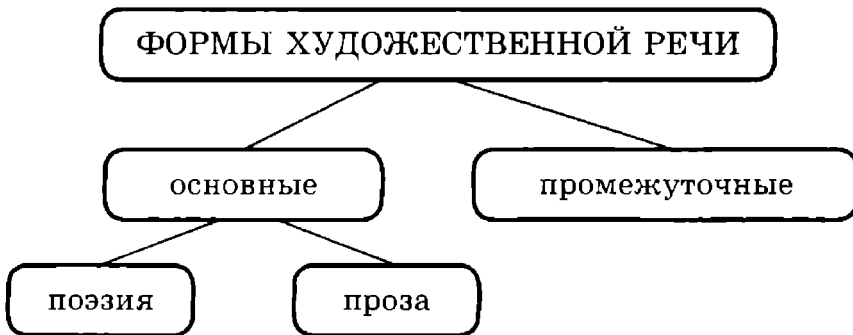 ФОРМЫ ХУДОЖЕСТВЕННОЙ РЕЧИ
основные
промежуточные
поэзия
проза